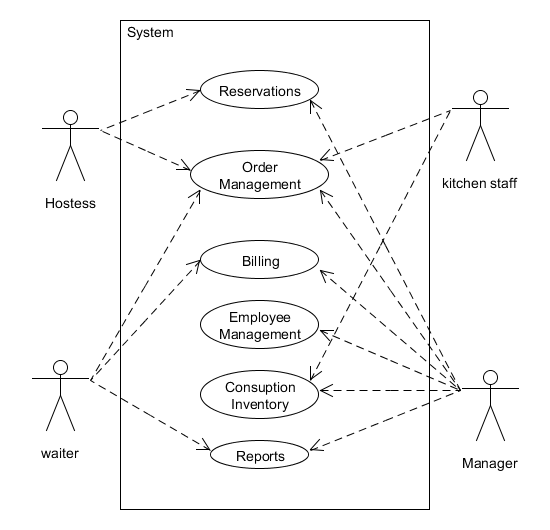 System
Reservations
Order
Management
Hostess
kitchen staff
Billing
Employee
Management
Consuption
Inventory
Reports
waiter
Manager